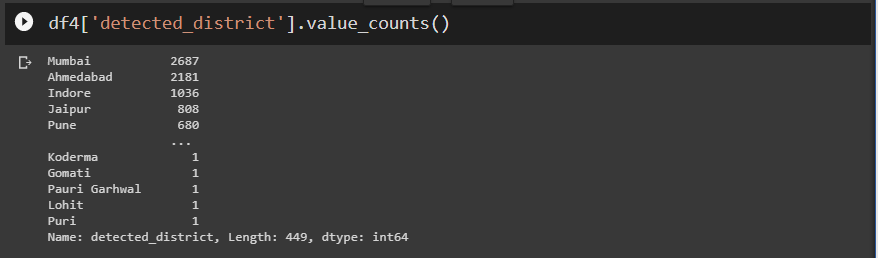 df4['detected_district'].value_counts()
Mumbai 2687
Ahmedabad 2181
Indore 1036
Jaipur 808
Pune 680
...
Koderma 1
Gomati 1
Pauri Garhwal 1
Lohit 1
Puri 1
Name: detected_district, Length: 449, dtype: int64